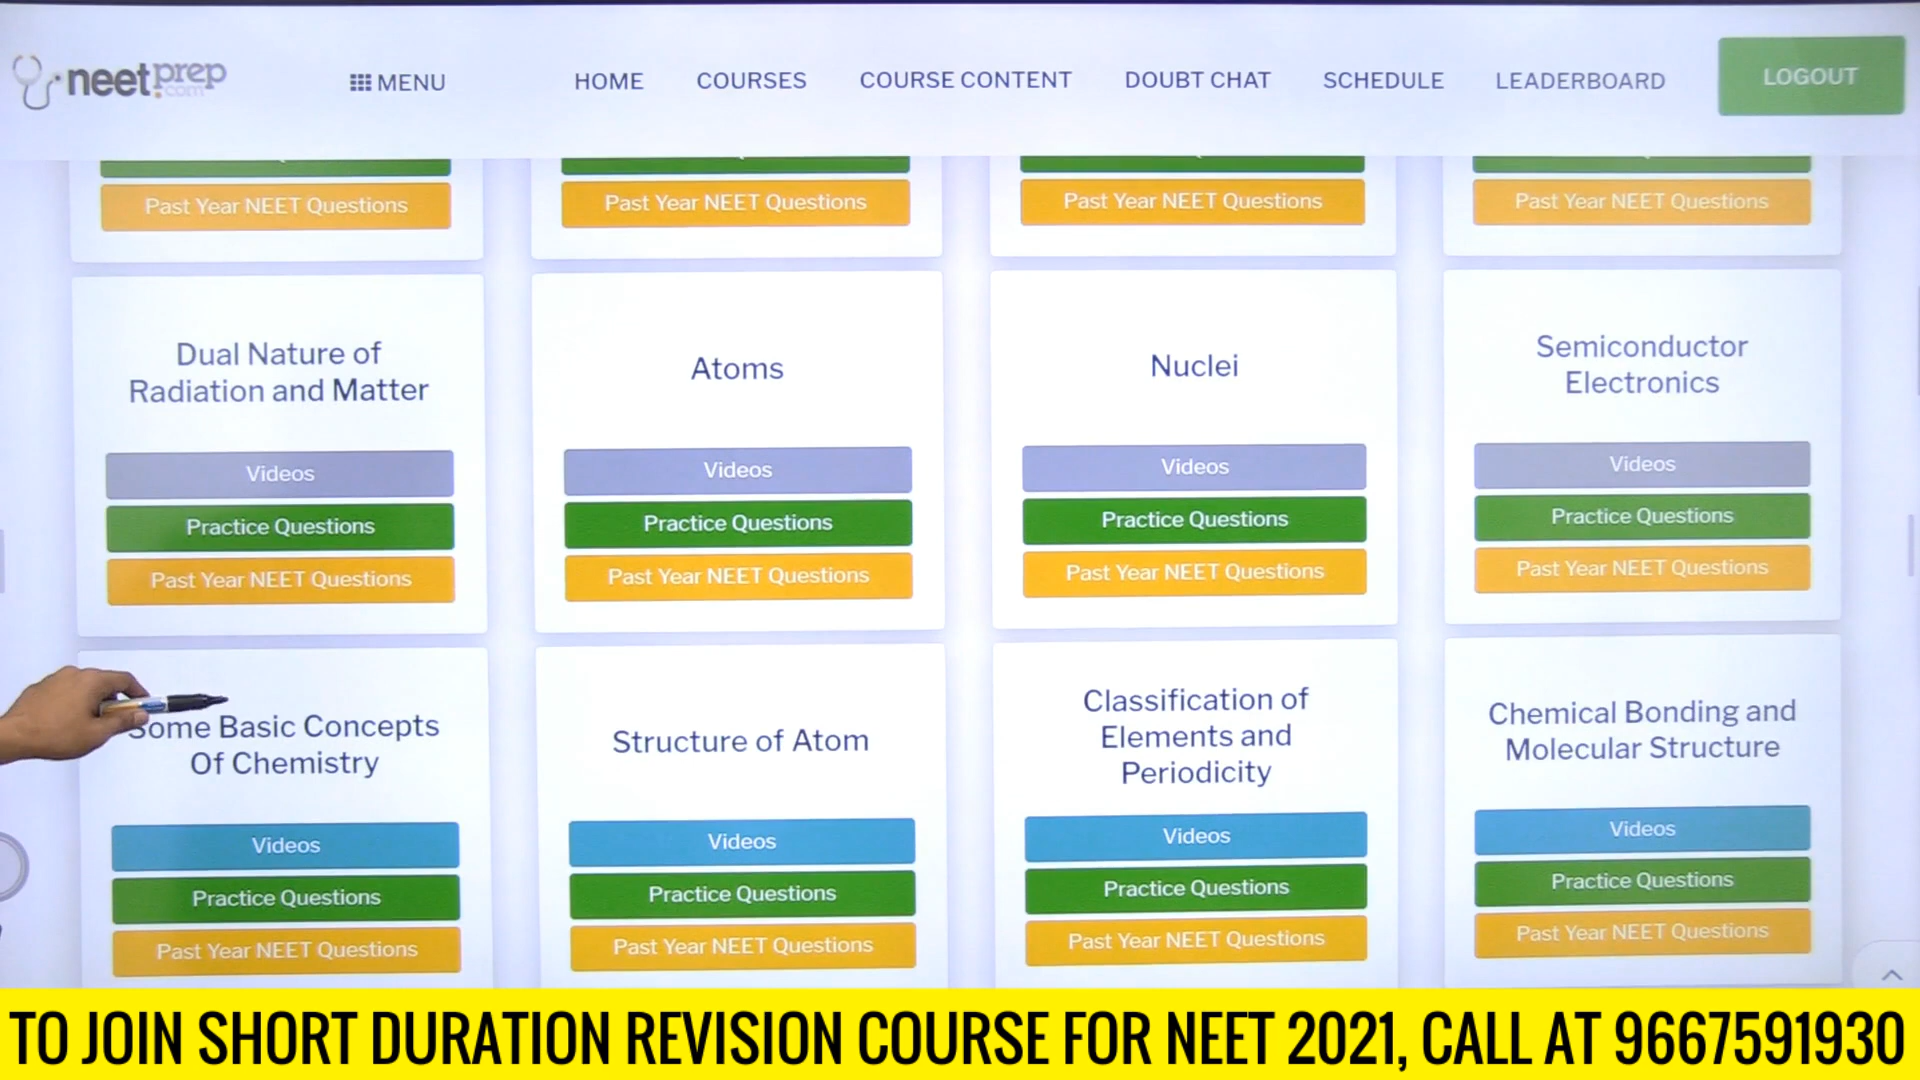 neetprep
.com
MENU
HOME
COURSES
COURSE CONTENT
DOUBT CHAT
SCHEDULE
LEADERBOARD
LOGOUT
Past Year NEET Questions
Past Year NEET Questions
Past Year NEET Questions
Past Year NEET Questions
Dual Nature of
Radiation and Matter
Videos
Practice Questions
Past Year NEET Questions
Atoms
Videos
Practice Questions
Past Year NEET Questions
Nuclei
Videos
Practice Questions
Past Year NEET Questions
Semiconductor
Electronics
Videos
Practice Questions
Past Year NEET Questions
Some Basic Concepts
Of Chemistry
Videos
Practice Questions
Past Year NEET Questions
Structure of Atom
Videos
Practice Questions
Past Year NEET Questions
Classification of
Elements and
Periodicity
Videos
Practice Questions
Past Year NEET Questions
Chemical Bonding and
Molecular Structure
Videos
Practice Questions
Past Year NEET Questions
TO JOIN SHORT DURATION REVISION COURSE FOR NEET 2021, CALL AT 9667591930